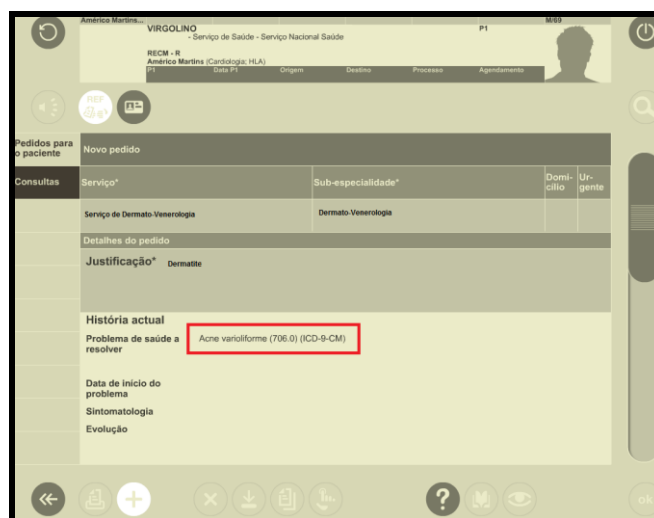 Américo Martins...
M/69
VIRGOLINO
P1
- Serviço de Saúde - Serviço Nacional Saúde
RECM - R
Américo Martins (Cardiologia; HLA)
P1 Data P1 Origem Destino Processo Agendamento
REF
Pedidos para o paciente
Novo pedido
Consultas
Serviço* Sub-especialidade* Domi-cílio Ur-gente
Serviço de Dermato-Venerologia Dermato-Venerologia
Detalhes do pedido
Justificação* Dermatite
História actual
Problema de saúde a resolver
Acne varioliforme (706.0) (ICD-9-CM)
Data de início do problema
Sintomatologia
Evolução
?
ok